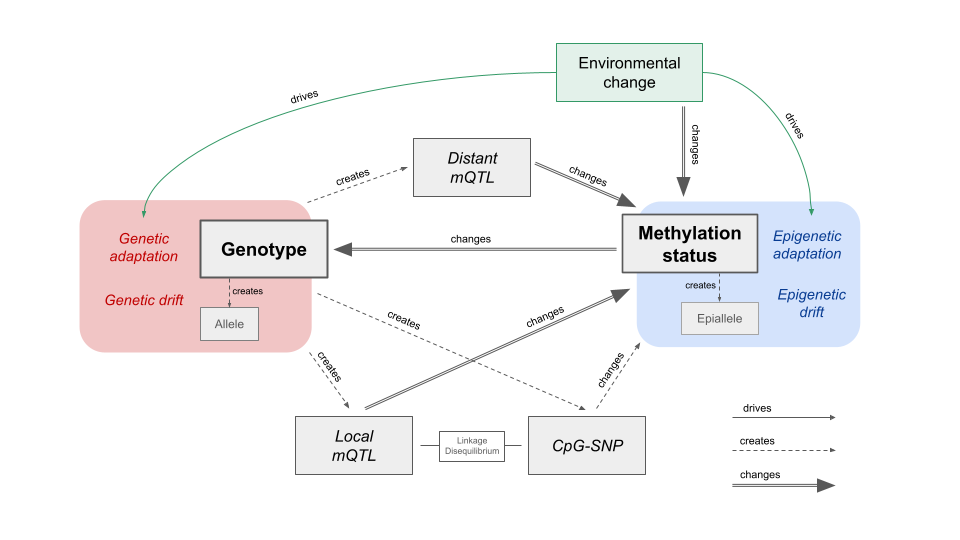 Environmental
change
drives
drives
changes
Distant
mQTL
creates
changes
Genetic
adaptation
Genotype
changes
Methylation
status
Epigenetic
adaptation
Genetic drift
creates
Allele
creates
Epiallele
Epigenetic
drift
creates
changes
creates
changes
Local
mQTL
Linkage
Disequilibrium
CpG-SNP
drives
creates
changes